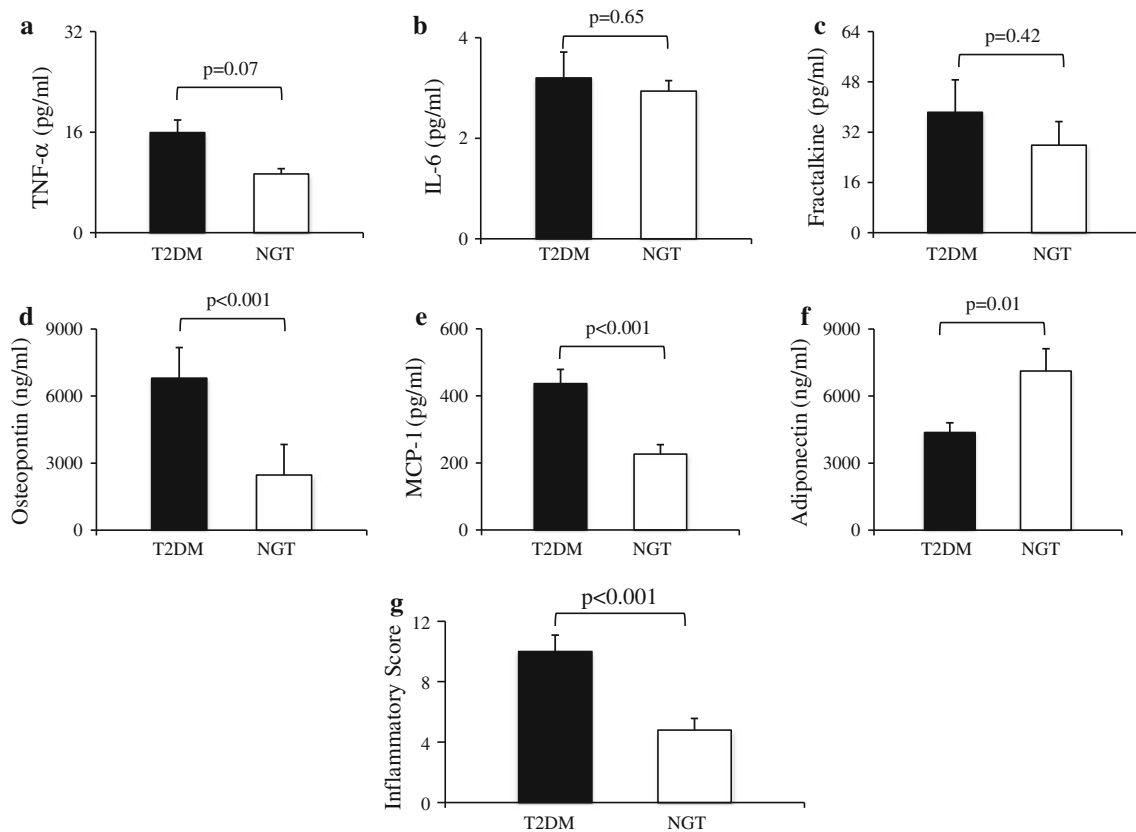 a
TNF-α (pg/ml)
32
16
0
p=0.07
T2DM NGT
b
IL-6 (pg/ml)
4
2
0
p=0.65
T2DM NGT
c
Fractalkine (pg/ml)
64
48
32
16
0
p=0.42
T2DM NGT
d
Osteopontin (ng/ml)
9000
6000
3000
0
p<0.001
T2DM NGT
e
MCP-1 (pg/ml)
600
400
200
0
p<0.001
T2DM NGT
f
Adiponectin (ng/ml)
9000
6000
3000
0
p=0.01
T2DM NGT
g
Inflammatory Score
12
8
4
0
p<0.001
T2DM NGT